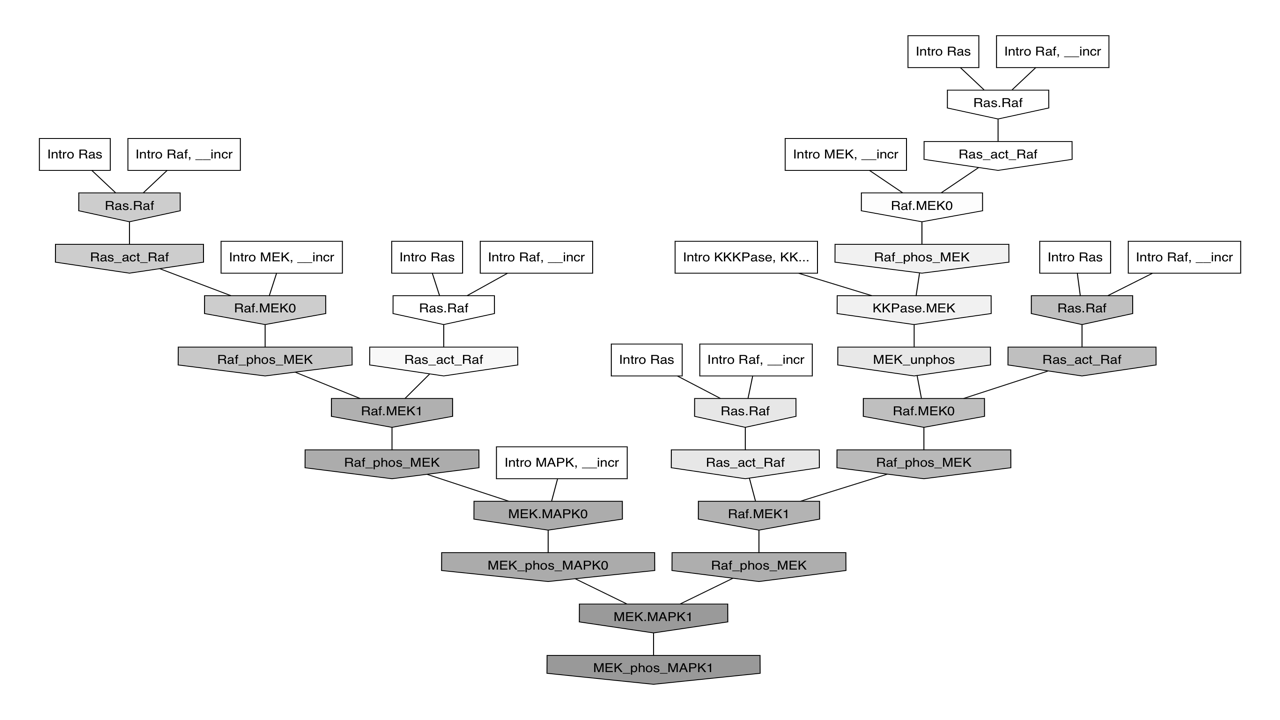 Intro Ras
Intro Raf, __incr
Ras.Raf
Intro Ras
Intro Raf, __incr
Intro MEK, __incr
Ras_act_Raf
Ras.Raf
Raf.MEK0
Ras_act_Raf
Intro MEK, __incr
Intro Ras
Intro Raf, __incr
Intro KKKPase, KK...
Raf_phos_MEK
Intro Ras
Intro Raf, __incr
Raf.MEK0
Ras.Raf
KKPase.MEK
Ras.Raf
Raf_phos_MEK
Ras_act_Raf
Intro Ras
Intro Raf, __incr
MEK_unphos
Ras_act_Raf
Raf.MEK1
Ras.Raf
Raf.MEK0
Raf_phos_MEK
Intro MAPK, __incr
Ras_act_Raf
Raf_phos_MEK
MEK.MAPK0
Raf.MEK1
MEK_phos_MAPK0
Raf_phos_MEK
MEK.MAPK1
MEK_phos_MAPK1